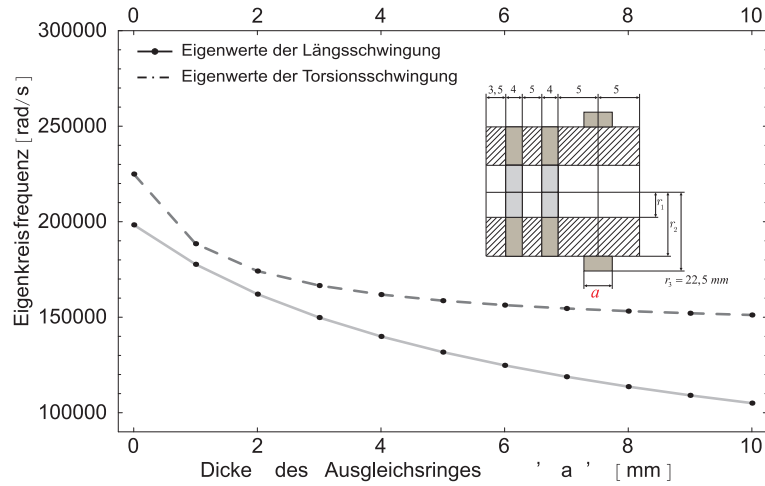 0 2 4 6 8 10
300000
250000
200000
150000
100000
Eigenkreisfrequenz [rad/s]
Eigenwerte der Längsschwingung
Eigenwerte der Torsionsschwingung
3,5 4 5 4 5 5
r1
r2
r3 = 22,5 mm
a
0 2 4 6 8 10
Dicke des Ausgleichsringes ' a ' [mm]